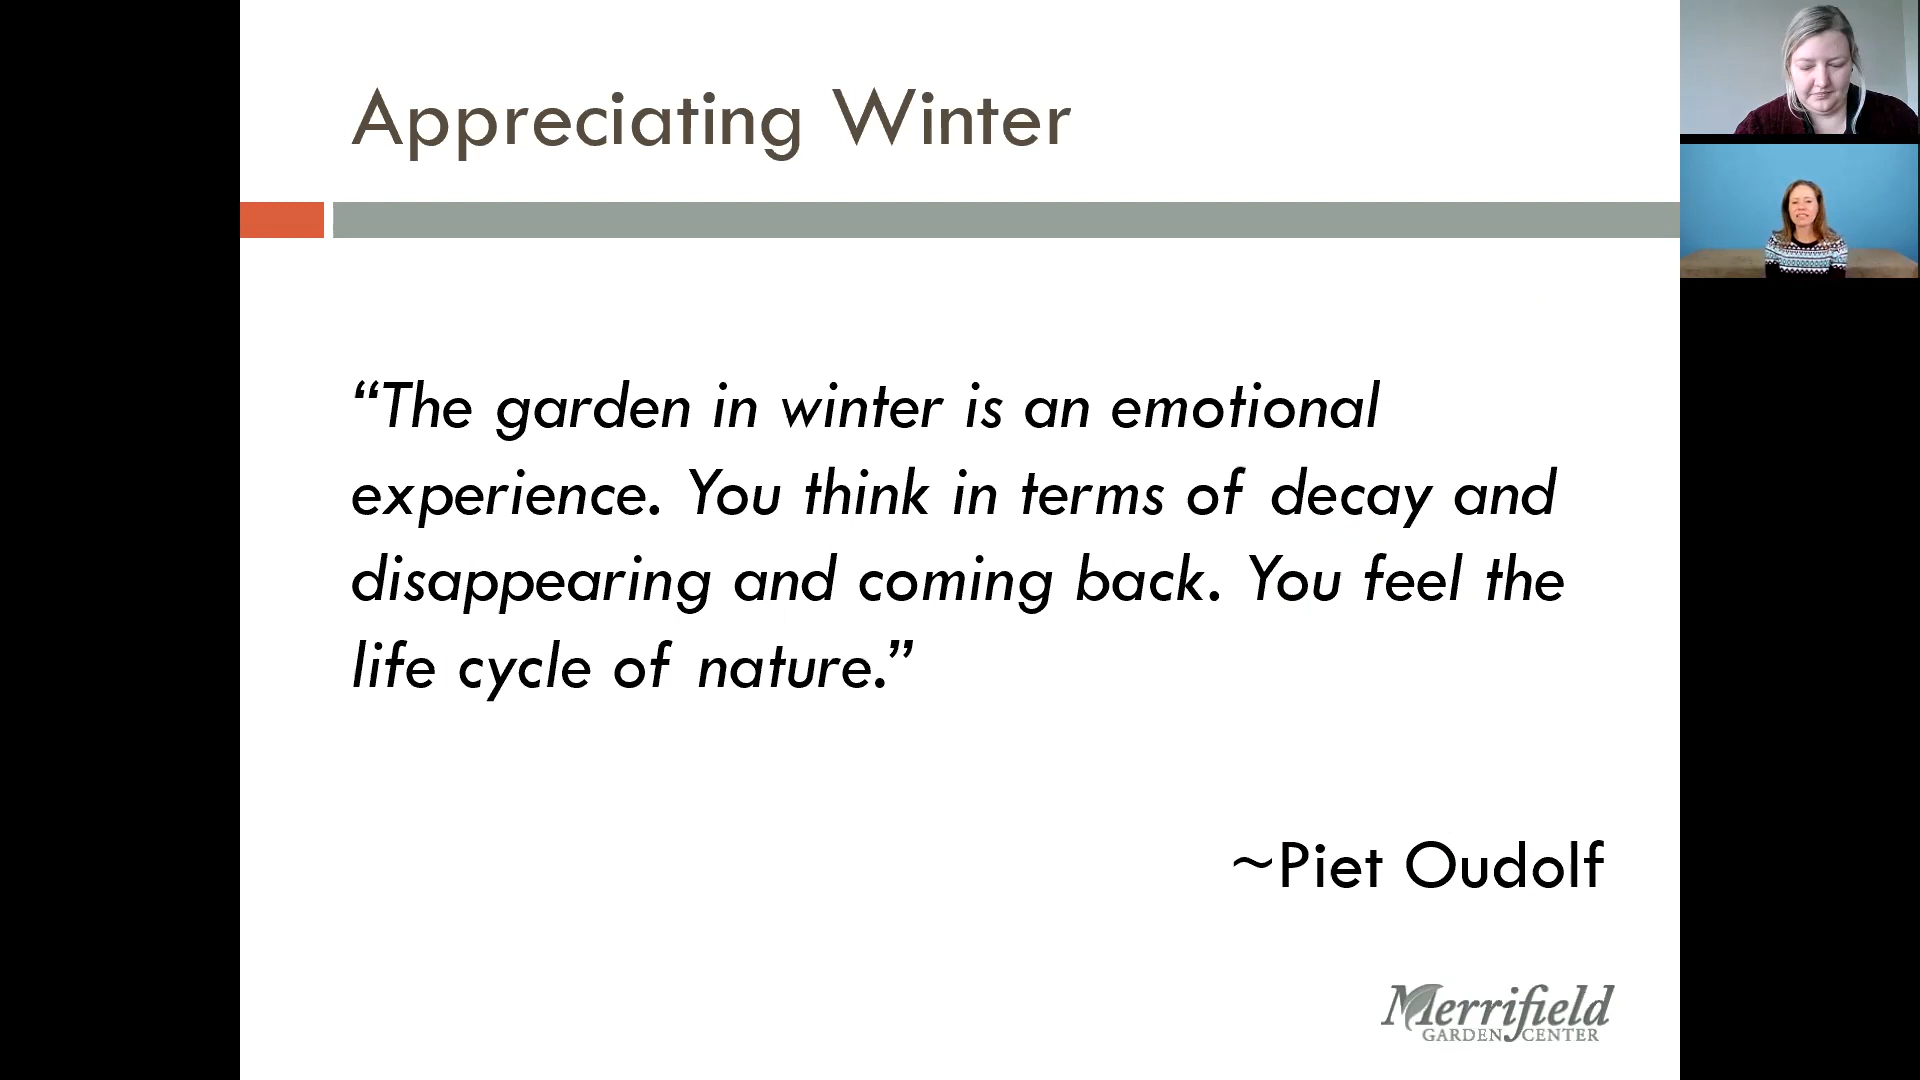 Appreciating Winter
“The garden in winter is an emotional
experience. You think in terms of decay and
disappearing and coming back. You feel the
life cycle of nature.”
~Piet Oudolf
Merrifield
GARDEN CENTER